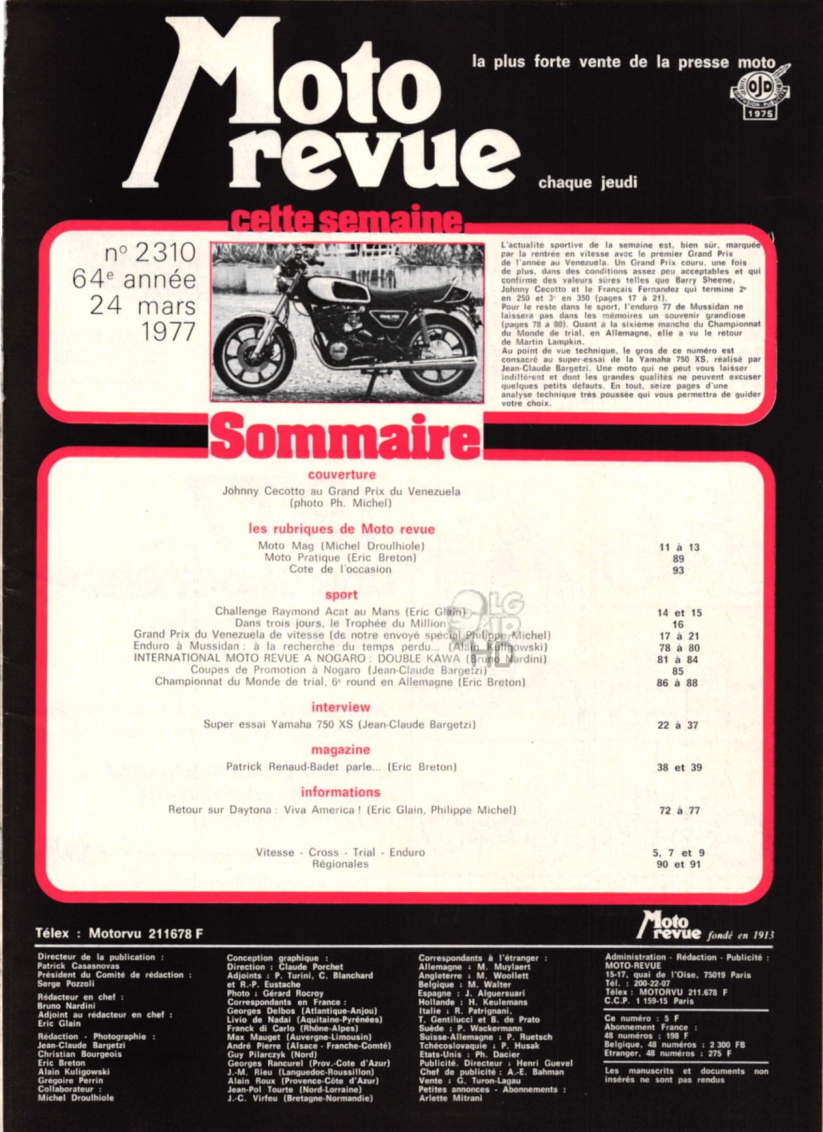 Moto
revue
la plus forte vente de la presse moto
OJD
1975
chaque jeudi
cette semaine
nº 2310
64e année
24 mars
1977
L'actualité sportive de la semaine est, bien sûr, marquée
par la rentrée en vitesse avec le premier Grand Prix
de l'année au Venezuela. Un Grand Prix couru, une fois
de plus, dans des conditions assez peu acceptables et qui
confirme des valeurs sûres telles que Barry Sheene,
Johnny Cecotto et le Français Fernandez qui termine 2e
en 250 et 3e en 350 (pages 17 à 21).
Pour le reste dans le sport, l'enduro 77 de Mussidan ne
laissera pas dans les mémoires un souvenir grandiose
(pages 78 à 80). Quant à la sixième manche du Championnat
du Monde de trial, en Allemagne, elle a vu le retour
de Martin Lampkin.
Au point de vue technique, le gros de ce numéro est
consacré au super-essai de la Yamaha 750 XS, réalisé par
Jean-Claude Bargetzi. Une moto qui ne peut vous laisser
indifférent et dont les grandes qualités ne peuvent excuser
quelques petits défauts. En tout, seize pages d'une
analyse technique très poussée qui vous permettra de guider
votre choix.
Sommaire
couverture
Johnny Cecotto au Grand Prix du Venezuela
(photo Ph. Michel)
les rubriques de Moto revue
Moto Mag (Michel Droulhiole) 11 à 13
Moto Pratique (Eric Breton) 89
Cote de l'occasion 93
sport
Challenge Raymond Acat au Mans (Eric Glain) 14 et 15
Dans trois jours, le Trophée du Million 16
Grand Prix du Venezuela de vitesse (de notre envoyé spécial Philippe Michel) 17 à 21
Enduro à Mussidan : à la recherche du temps perdu... (Alain Kuligowski) 78 à 80
INTERNATIONAL MOTO REVUE A NOGARO : DOUBLE KAWA (Bruno Nardini) 81 à 84
Coupes de Promotion à Nogaro (Jean-Claude Bargetzi) 85
Championnat du Monde de trial, 6e round en Allemagne (Eric Breton) 86 à 88
interview
Super essai Yamaha 750 XS (Jean-Claude Bargetzi) 22 à 37
magazine
Patrick Renaud-Badet parle... (Eric Breton) 38 et 39
informations
Retour sur Daytona : Viva America ! (Eric Glain, Philippe Michel) 72 à 77
Vitesse - Cross - Trial - Enduro 5, 7 et 9
Régionales 90 et 91
Télex : Motorvu 211678 F
Moto
revue fondé en 1913
Directeur de la publication :
Patrick Casasnovas
Président du Comité de rédaction :
Serge Pozzoli
Rédacteur en chef :
Bruno Nardini
Adjoint au rédacteur en chef :
Eric Glain
Rédaction - Photographie :
Jean-Claude Bargetzi
Christian Bourgeois
Eric Breton
Alain Kuligowski
Grégoire Perrin
Collaborateur :
Michel Droulhiole
Conception graphique :
Direction : Claude Porchet
Adjoints : P. Turini, C. Blanchard
et R.-P. Eustache
Photo : Gérard Rocroy
Correspondants en France :
Georges Delbos (Atlantique-Anjou)
Livio de Nadai (Aquitaine-Pyrénées)
Franck di Carlo (Rhône-Alpes)
Max Mauget (Auvergne-Limousin)
André Pierre (Alsace - Franche-Comté)
Guy Pilarczyk (Nord)
Georges Rancurel (Prov.-Cote d'Azur)
J.-M. Rieu (Languedoc-Roussillon)
Alain Roux (Provence-Côte d'Azur)
Jean-Pol Tourte (Nord-Lorraine)
J.-C. Virfeu (Bretagne-Normandie)
Correspondants à l'étranger :
Allemagne : M. Muylaert
Angleterre : M. Woollett
Belgique : M. Walter
Espagne : J. Alguersuari
Hollande : H. Keulemans
Italie : R. Patrignani,
T. Gentilucci et B. de Prato
Suède : P. Wackermann
Suisse-Allemagne : P. Ruetsch
Tchécoslovaquie : P. Husak
Etats-Unis : Ph. Dacier
Publicité. Directeur : Henri Guevel
Chef de publicité : A.-E. Bahman
Vente : G. Turon-Lagau
Petites annonces - Abonnements :
Arlette Mitrani
Administration - Rédaction - Publicité :
MOTO-REVUE
15-17, quai de l'Oise, 75019 Paris
Tél. : 200-22-07
Télex : MOTORVU 211.678 F
C.C.P. 1 159-15 Paris
Ce numéro : 5 F
Abonnement France :
48 numéros : 198 F
Belgique, 48 numéros : 2 300 FB
Etranger, 48 numéros : 275 F
Les manuscrits et documents non
insérés ne sont pas rendus